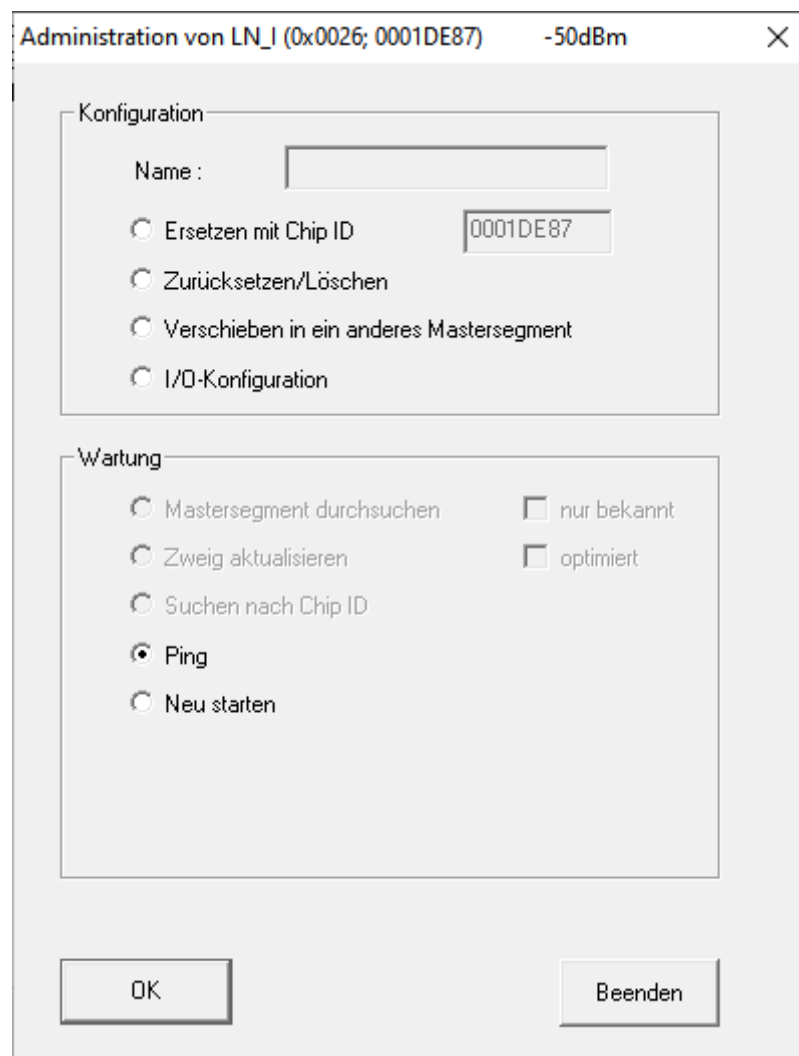 Administration von LN_I (0x0026; 0001DE87) -50dBm
Konfiguration
Name :
Ersetzen mit Chip ID 0001DE87
Zurücksetzen/Löschen
Verschieben in ein anderes Mastersegment
I/O-Konfiguration
Wartung
Mastersegment durchsuchen nur bekannt
Zweig aktualisieren optimiert
Suchen nach Chip ID
Ping
Neu starten
OK Beenden